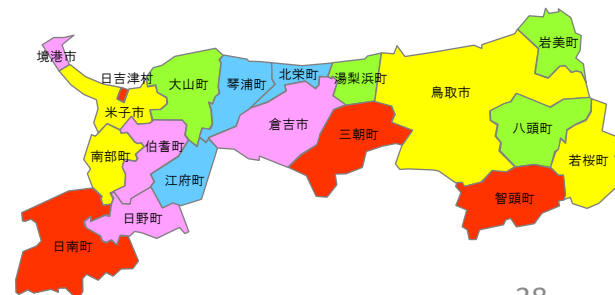 境港市
日吉津村
米子市
大山町
琴浦町
北栄町
湯梨浜町
鳥取市
岩美町
南部町
伯耆町
倉吉市
三朝町
八頭町
若桜町
江府町
智頭町
日野町
日南町